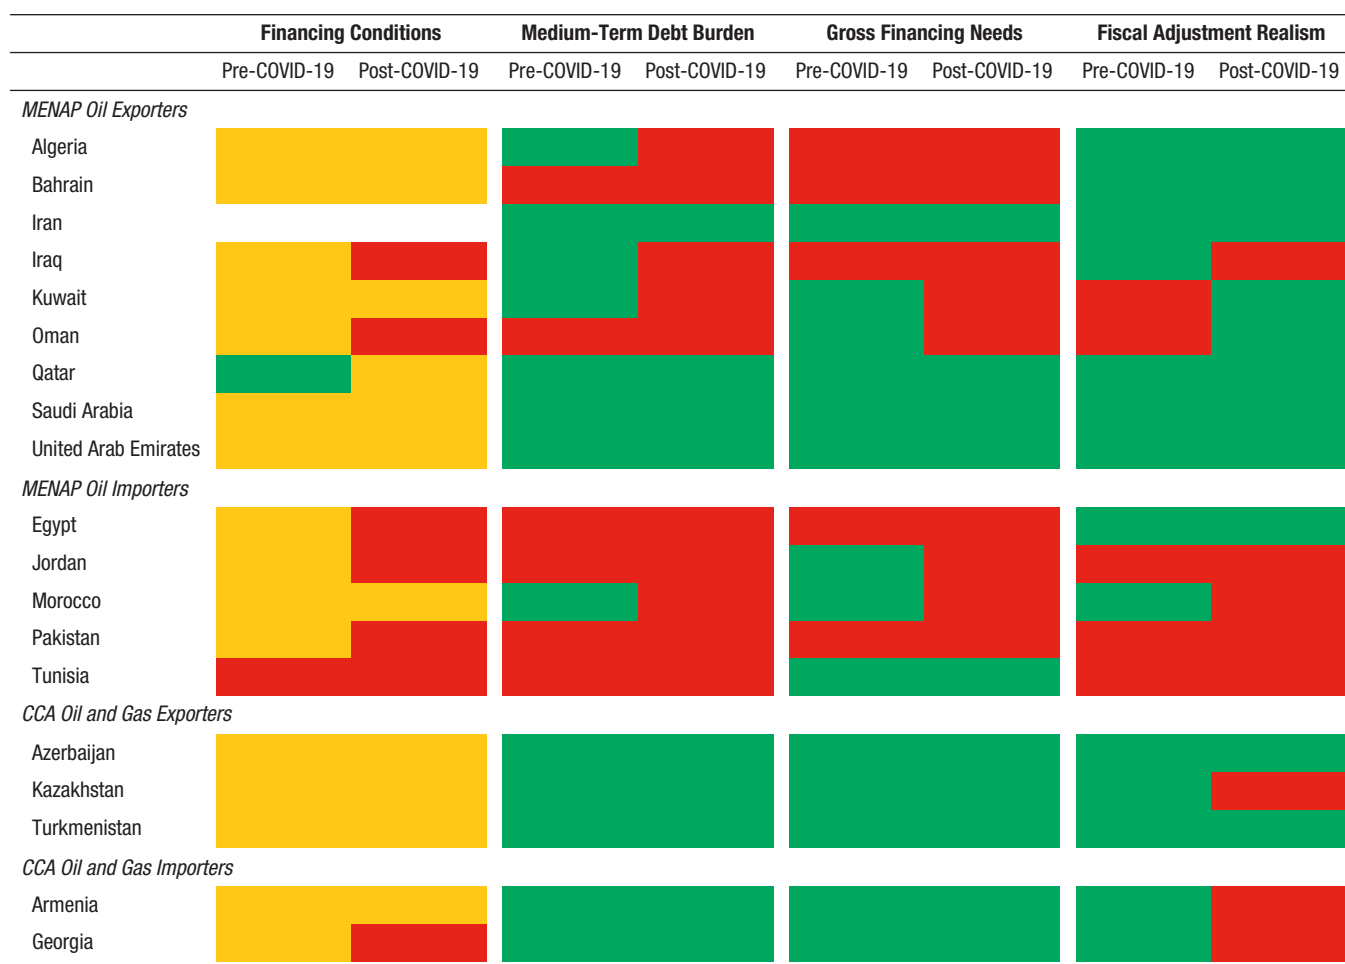 Financing Conditions Medium-Term Debt Burden Gross Financing Needs Fiscal Adjustment Realism
Pre-COVID-19 Post-COVID-19 Pre-COVID-19 Post-COVID-19 Pre-COVID-19 Post-COVID-19 Pre-COVID-19 Post-COVID-19
MENAP Oil Exporters
Algeria
Bahrain
Iran
Iraq
Kuwait
Oman
Qatar
Saudi Arabia
United Arab Emirates
MENAP Oil Importers
Egypt
Jordan
Morocco
Pakistan
Tunisia
CCA Oil and Gas Exporters
Azerbaijan
Kazakhstan
Turkmenistan
CCA Oil and Gas Importers
Armenia
Georgia